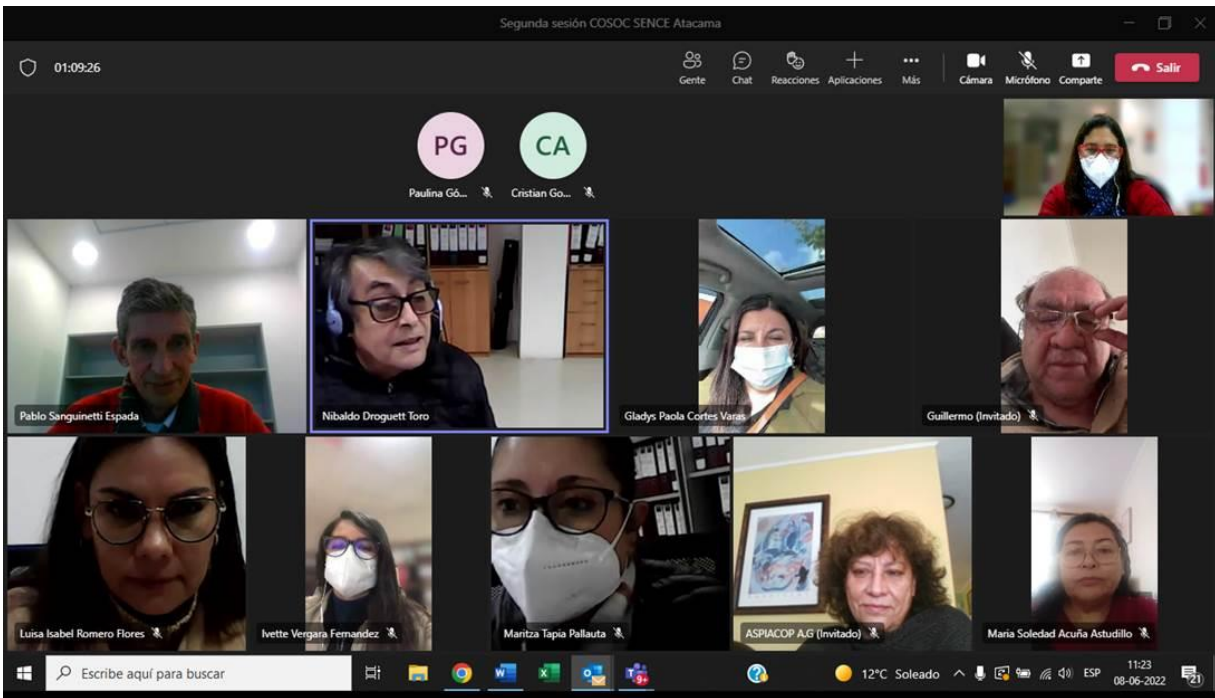 Segunda sesión COSOC SENCE Atacama
01:09:26
Gente
Chat
Reacciones
Aplicaciones
Más
Cámara
Micrófono
Comparte
Salir
PG
CA
Paulina Gó...
Cristian Go...
Pablo Sanguinetti Espada
Nibaldo Droguett Toro
Gladys Paola Cortes Varas
Guillermo (Invitado)
Luisa Isabel Romero Flores
Ivette Vergara Fernandez
Maritza Tapia Pallauta
ASPIACOP A.G (Invitado)
Maria Soledad Acuña Astudillo
Escribe aquí para buscar
9+
12°C Soleado
ESP
11:23
08-06-2022
21